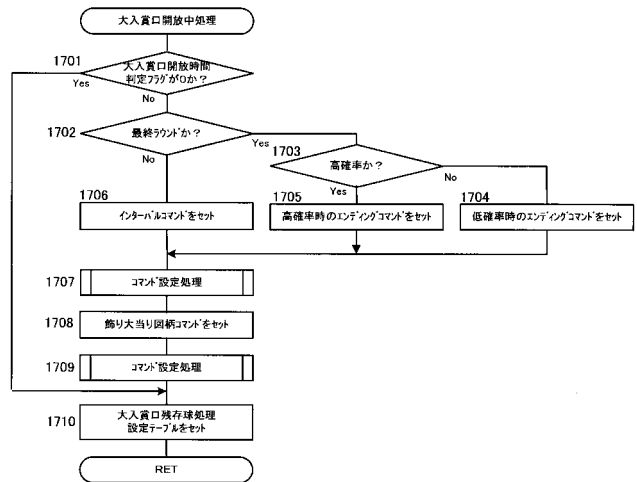 大入賞口開放中処理
1701
大入賞口開放時間
判定フラグが0か？
Yes
No
1702
最終ラウンドか？
Yes
No
1703
高確率か？
No
Yes
1706
インターバルコマンドをセット
1705
高確率時のエンディングコマンドをセット
1704
低確率時のエンディングコマンドをセット
1707
コマンド設定処理
1708
飾り大当り図柄コマンドをセット
1709
コマンド設定処理
1710
大入賞口残存球処理
設定テーブルをセット
RET